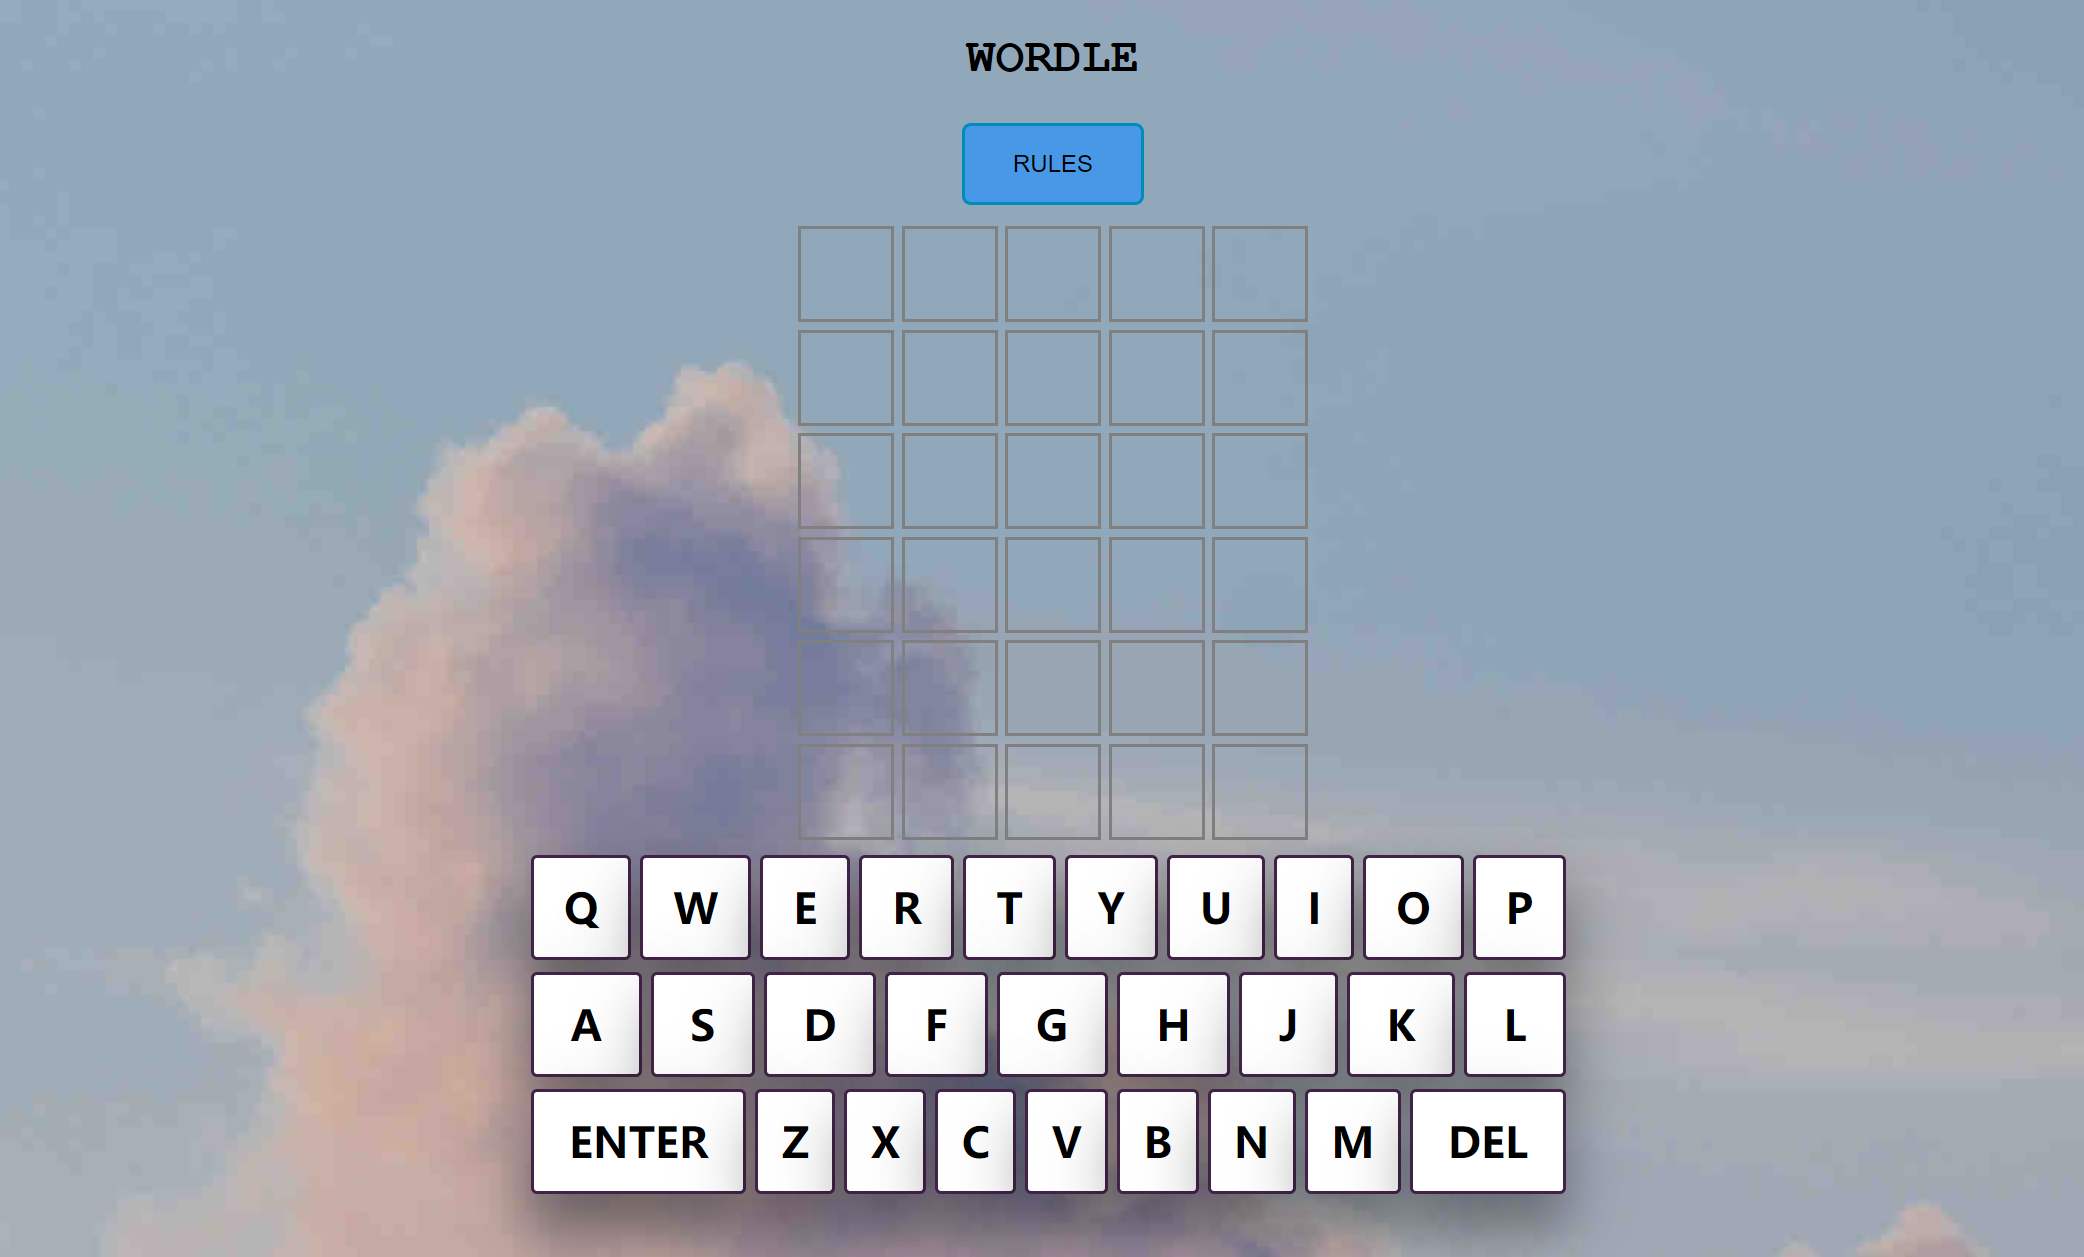 WORDLE
RULES
Q W E R T Y U I O P
A S D F G H J K L
ENTER Z X C V B N M DEL